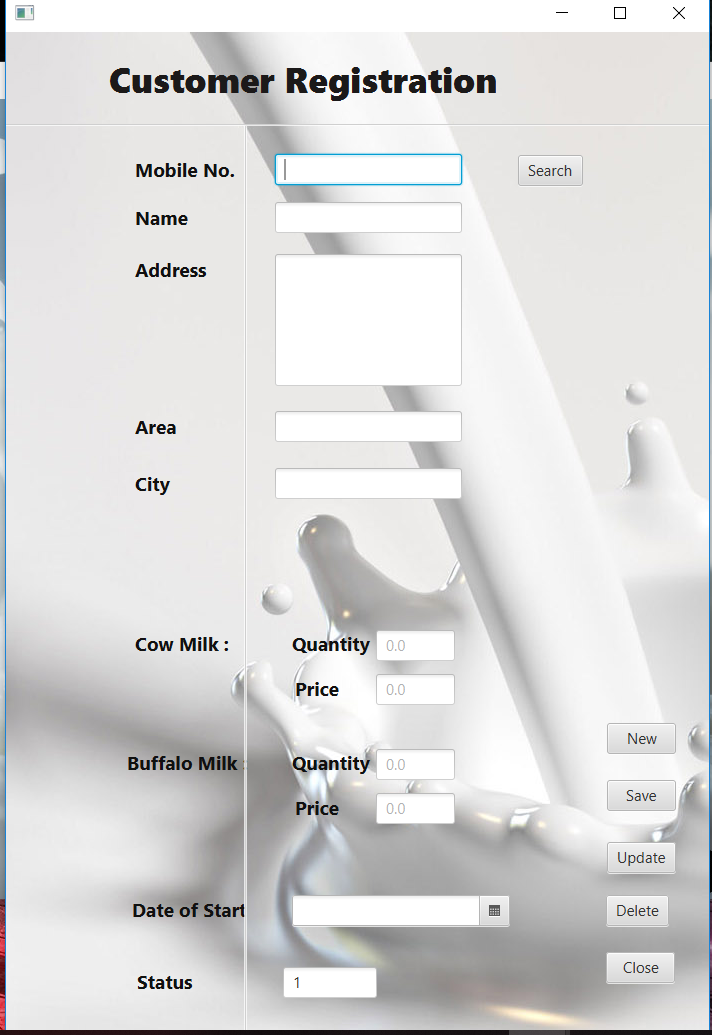 Customer Registration
Mobile No.
Search
Name
Address
Area
City
Cow Milk : Quantity 0.0
Price 0.0
New
Buffalo Milk : Quantity 0.0
Save
Price 0.0
Update
Date of Start
Delete
Close
Status 1